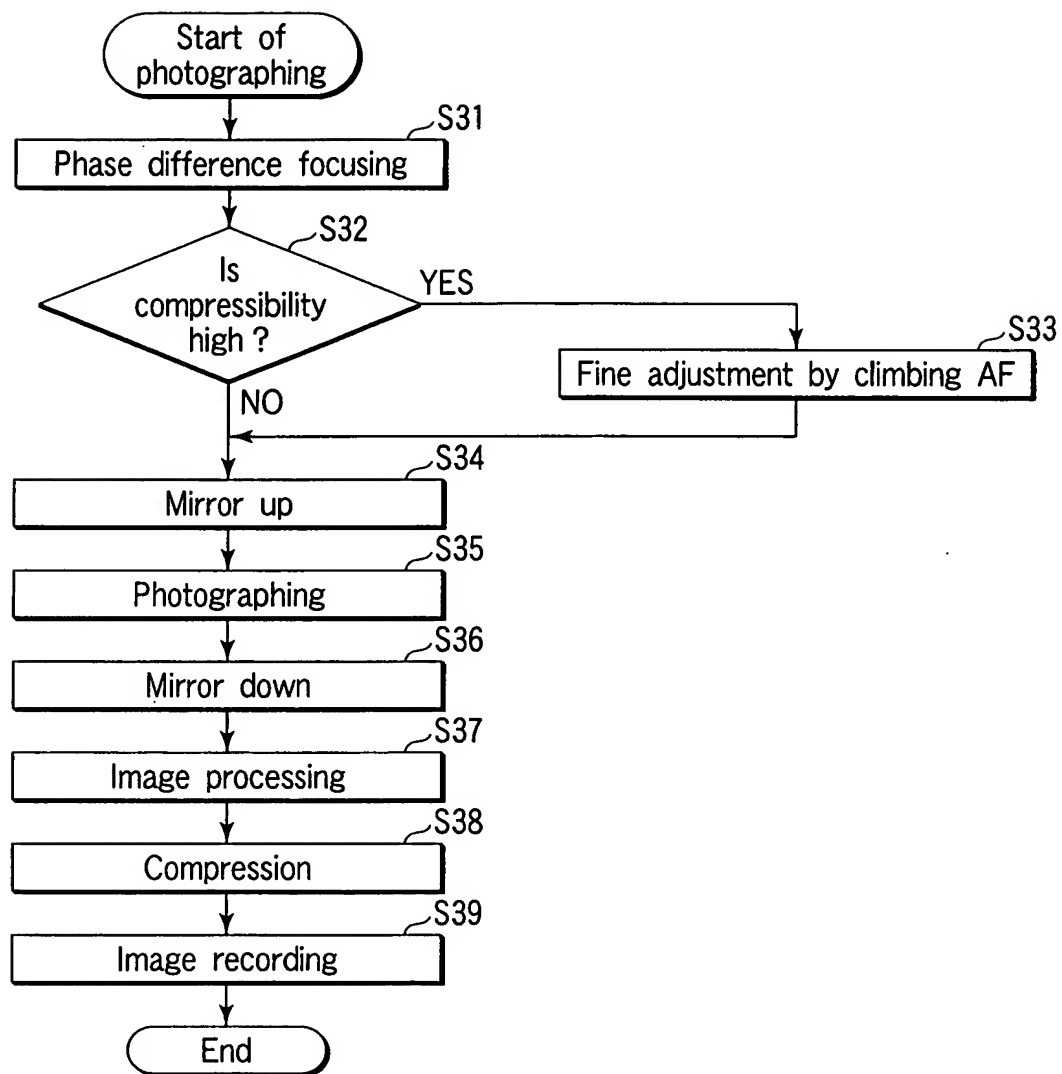 Start of
photographing
S31
Phase difference focusing
S32
Is
compressibility
high ?
YES
S33
Fine adjustment by climbing AF
NO
S34
Mirror up
S35
Photographing
S36
Mirror down
S37
Image processing
S38
Compression
S39
Image recording
End